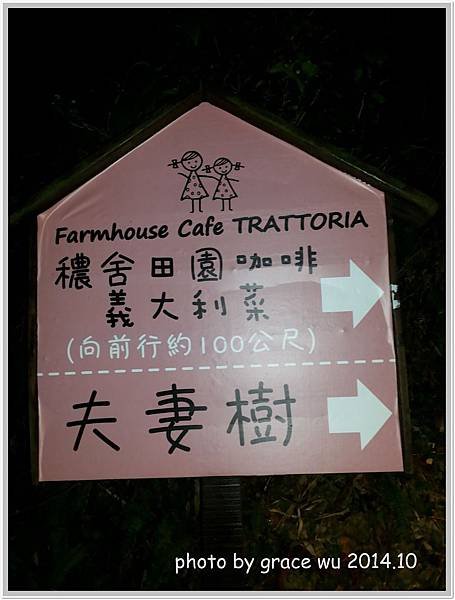 Farmhouse Cafe TRATTORIA
穠舍田園咖啡
義大利菜
(向前行約100公尺)
夫妻樹
photo by grace wu 2014.10